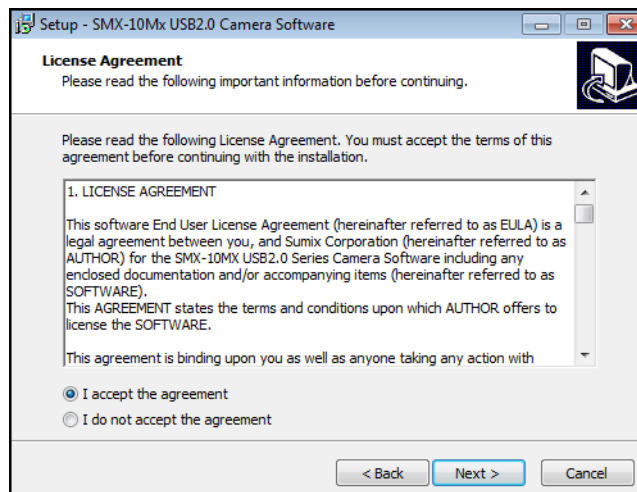 Setup - SMX-10Mx USB2.0 Camera Software
License Agreement
Please read the following important information before continuing.
Please read the following License Agreement. You must accept the terms of this
agreement before continuing with the installation.
1. LICENSE AGREEMENT
This software End User License Agreement (hereinafter referred to as EULA) is a
legal agreement between you, and Sumix Corporation (hereinafter referred to as
AUTHOR) for the SMX-10MX USB2.0 Series Camera Software including any
enclosed documentation and/or accompanying items (hereinafter referred to as
SOFTWARE).
This AGREEMENT states the terms and conditions upon which AUTHOR offers to
license the SOFTWARE.
This agreement is binding upon you as well as anyone taking any action with
I accept the agreement
I do not accept the agreement
< Back Next > Cancel